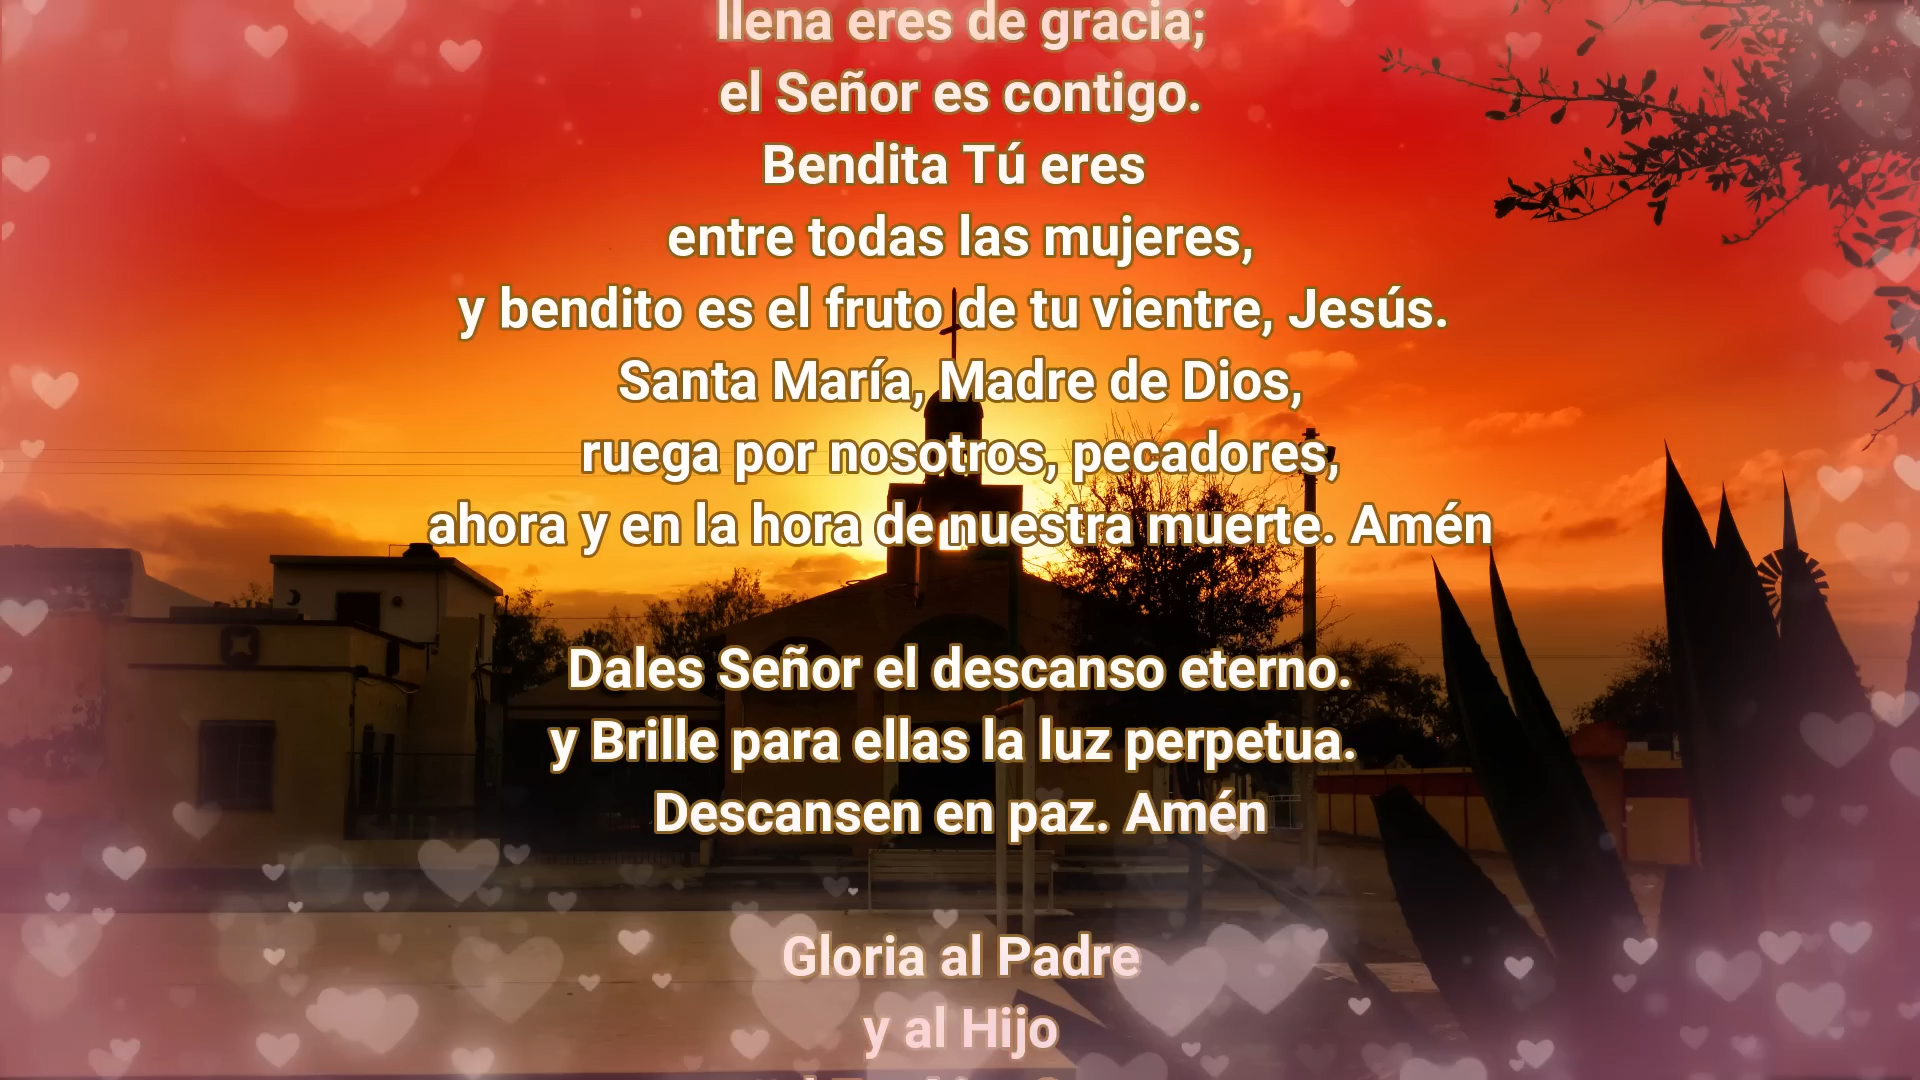 llena eres de gracia;
el Señor es contigo.
Bendita Tú eres
entre todas las mujeres,
y bendito es el fruto de tu vientre, Jesús.
Santa María, Madre de Dios,
ruega por nosotros, pecadores,
ahora y en la hora de nuestra muerte. Amén
Dales Señor el descanso eterno.
y Brille para ellas la luz perpetua.
Descansen en paz. Amén
Gloria al Padre
y al Hijo